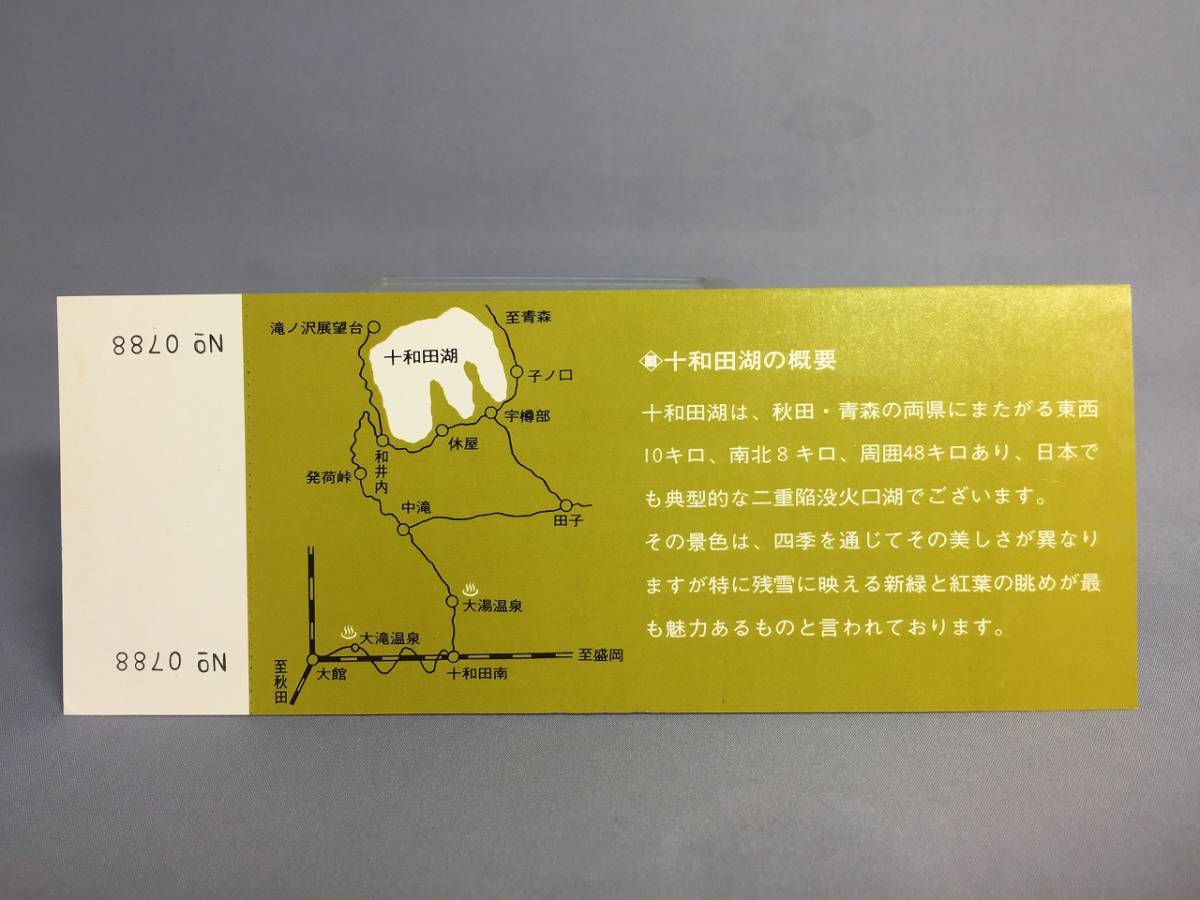 No 0788
No 0788
滝ノ沢展望台
十和田湖
至青森
子ノ口
宇樽部
休屋
和井内
発荷峠
中滝
田子
大湯温泉
大滝温泉
至盛岡
大館
十和田南
至秋田
十和田湖の概要
十和田湖は、秋田・青森の両県にまたがる東西
10キロ、南北8キロ、周囲48キロあり、日本で
も典型的な二重陥没火口湖でございます。
その景色は、四季を通じてその美しさが異なり
ますが特に残雪に映える新緑と紅葉の眺めが最
も魅力あるものと言われております。